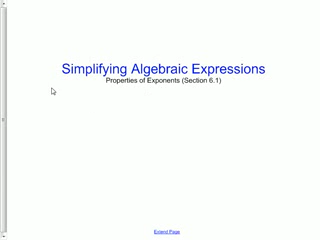 Simplifying Algebraic Expressions
Properties of Exponents (Section 6.1)
Extend Page